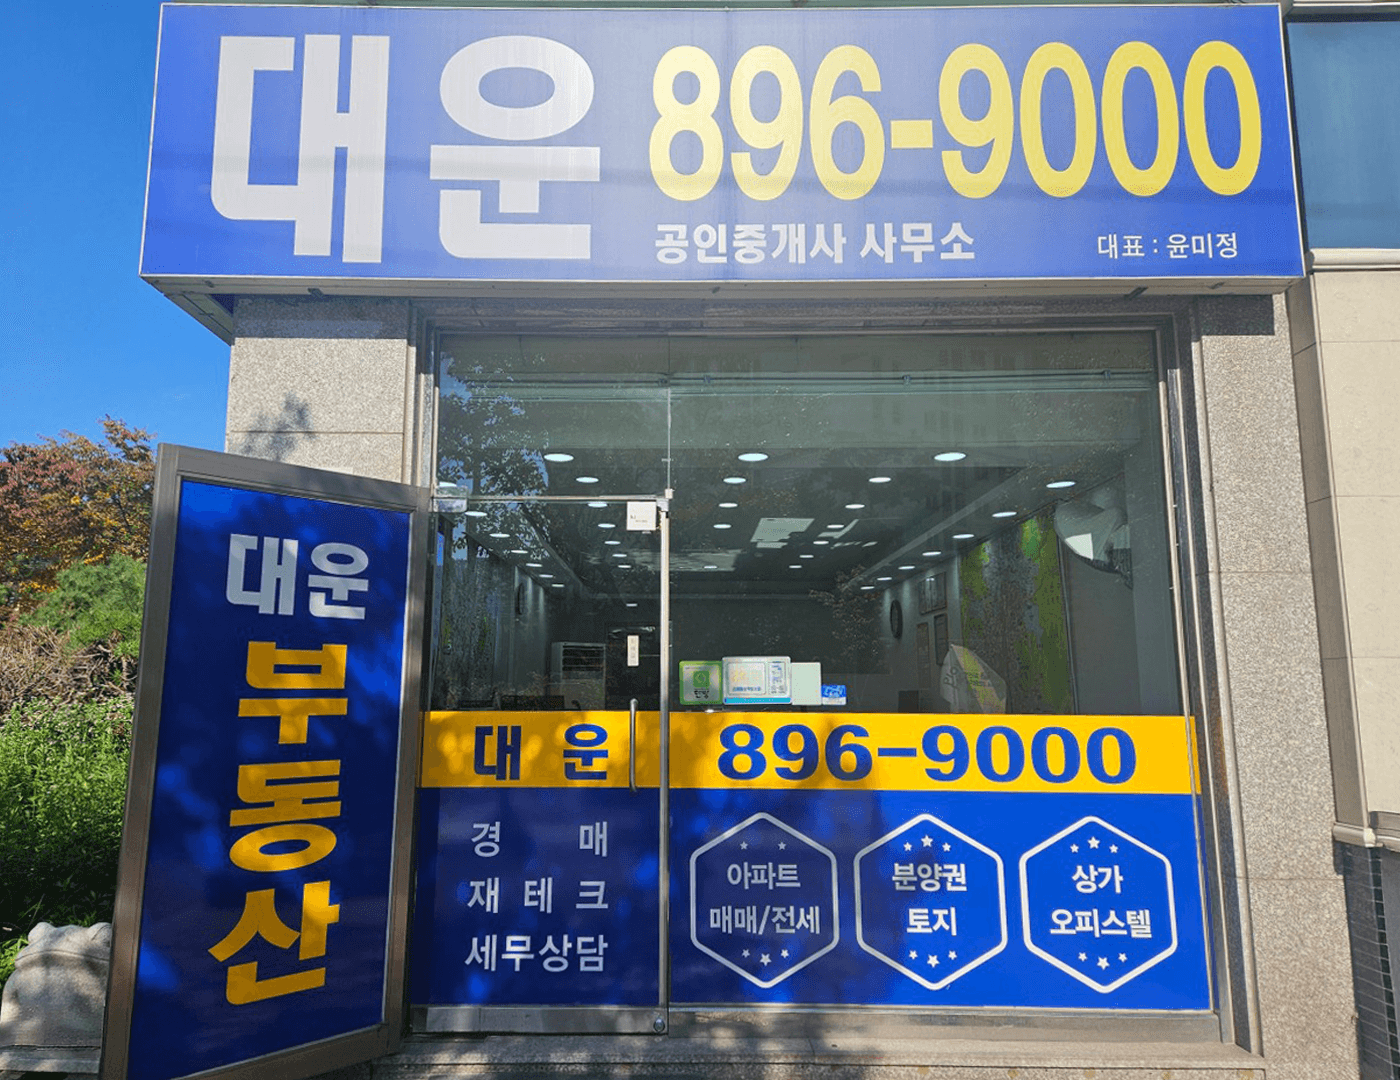 대운 896-9000
공인중개사 사무소
대표 : 윤미정
대운
부동산
대운 896-9000
경매
재테크
세무상담
아파트
매매/전세
분양권
토지
상가
오피스텔